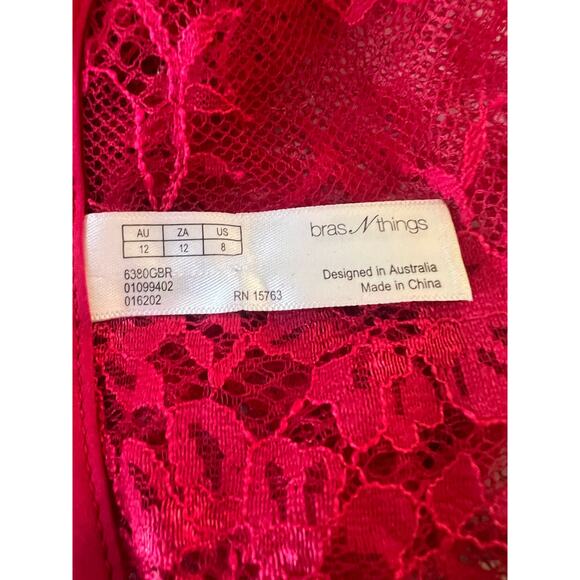 AU ZA US
12 12 8
6380GBR
01099402
016202
RN 15763
bras N things
Designed in Australia
Made in China